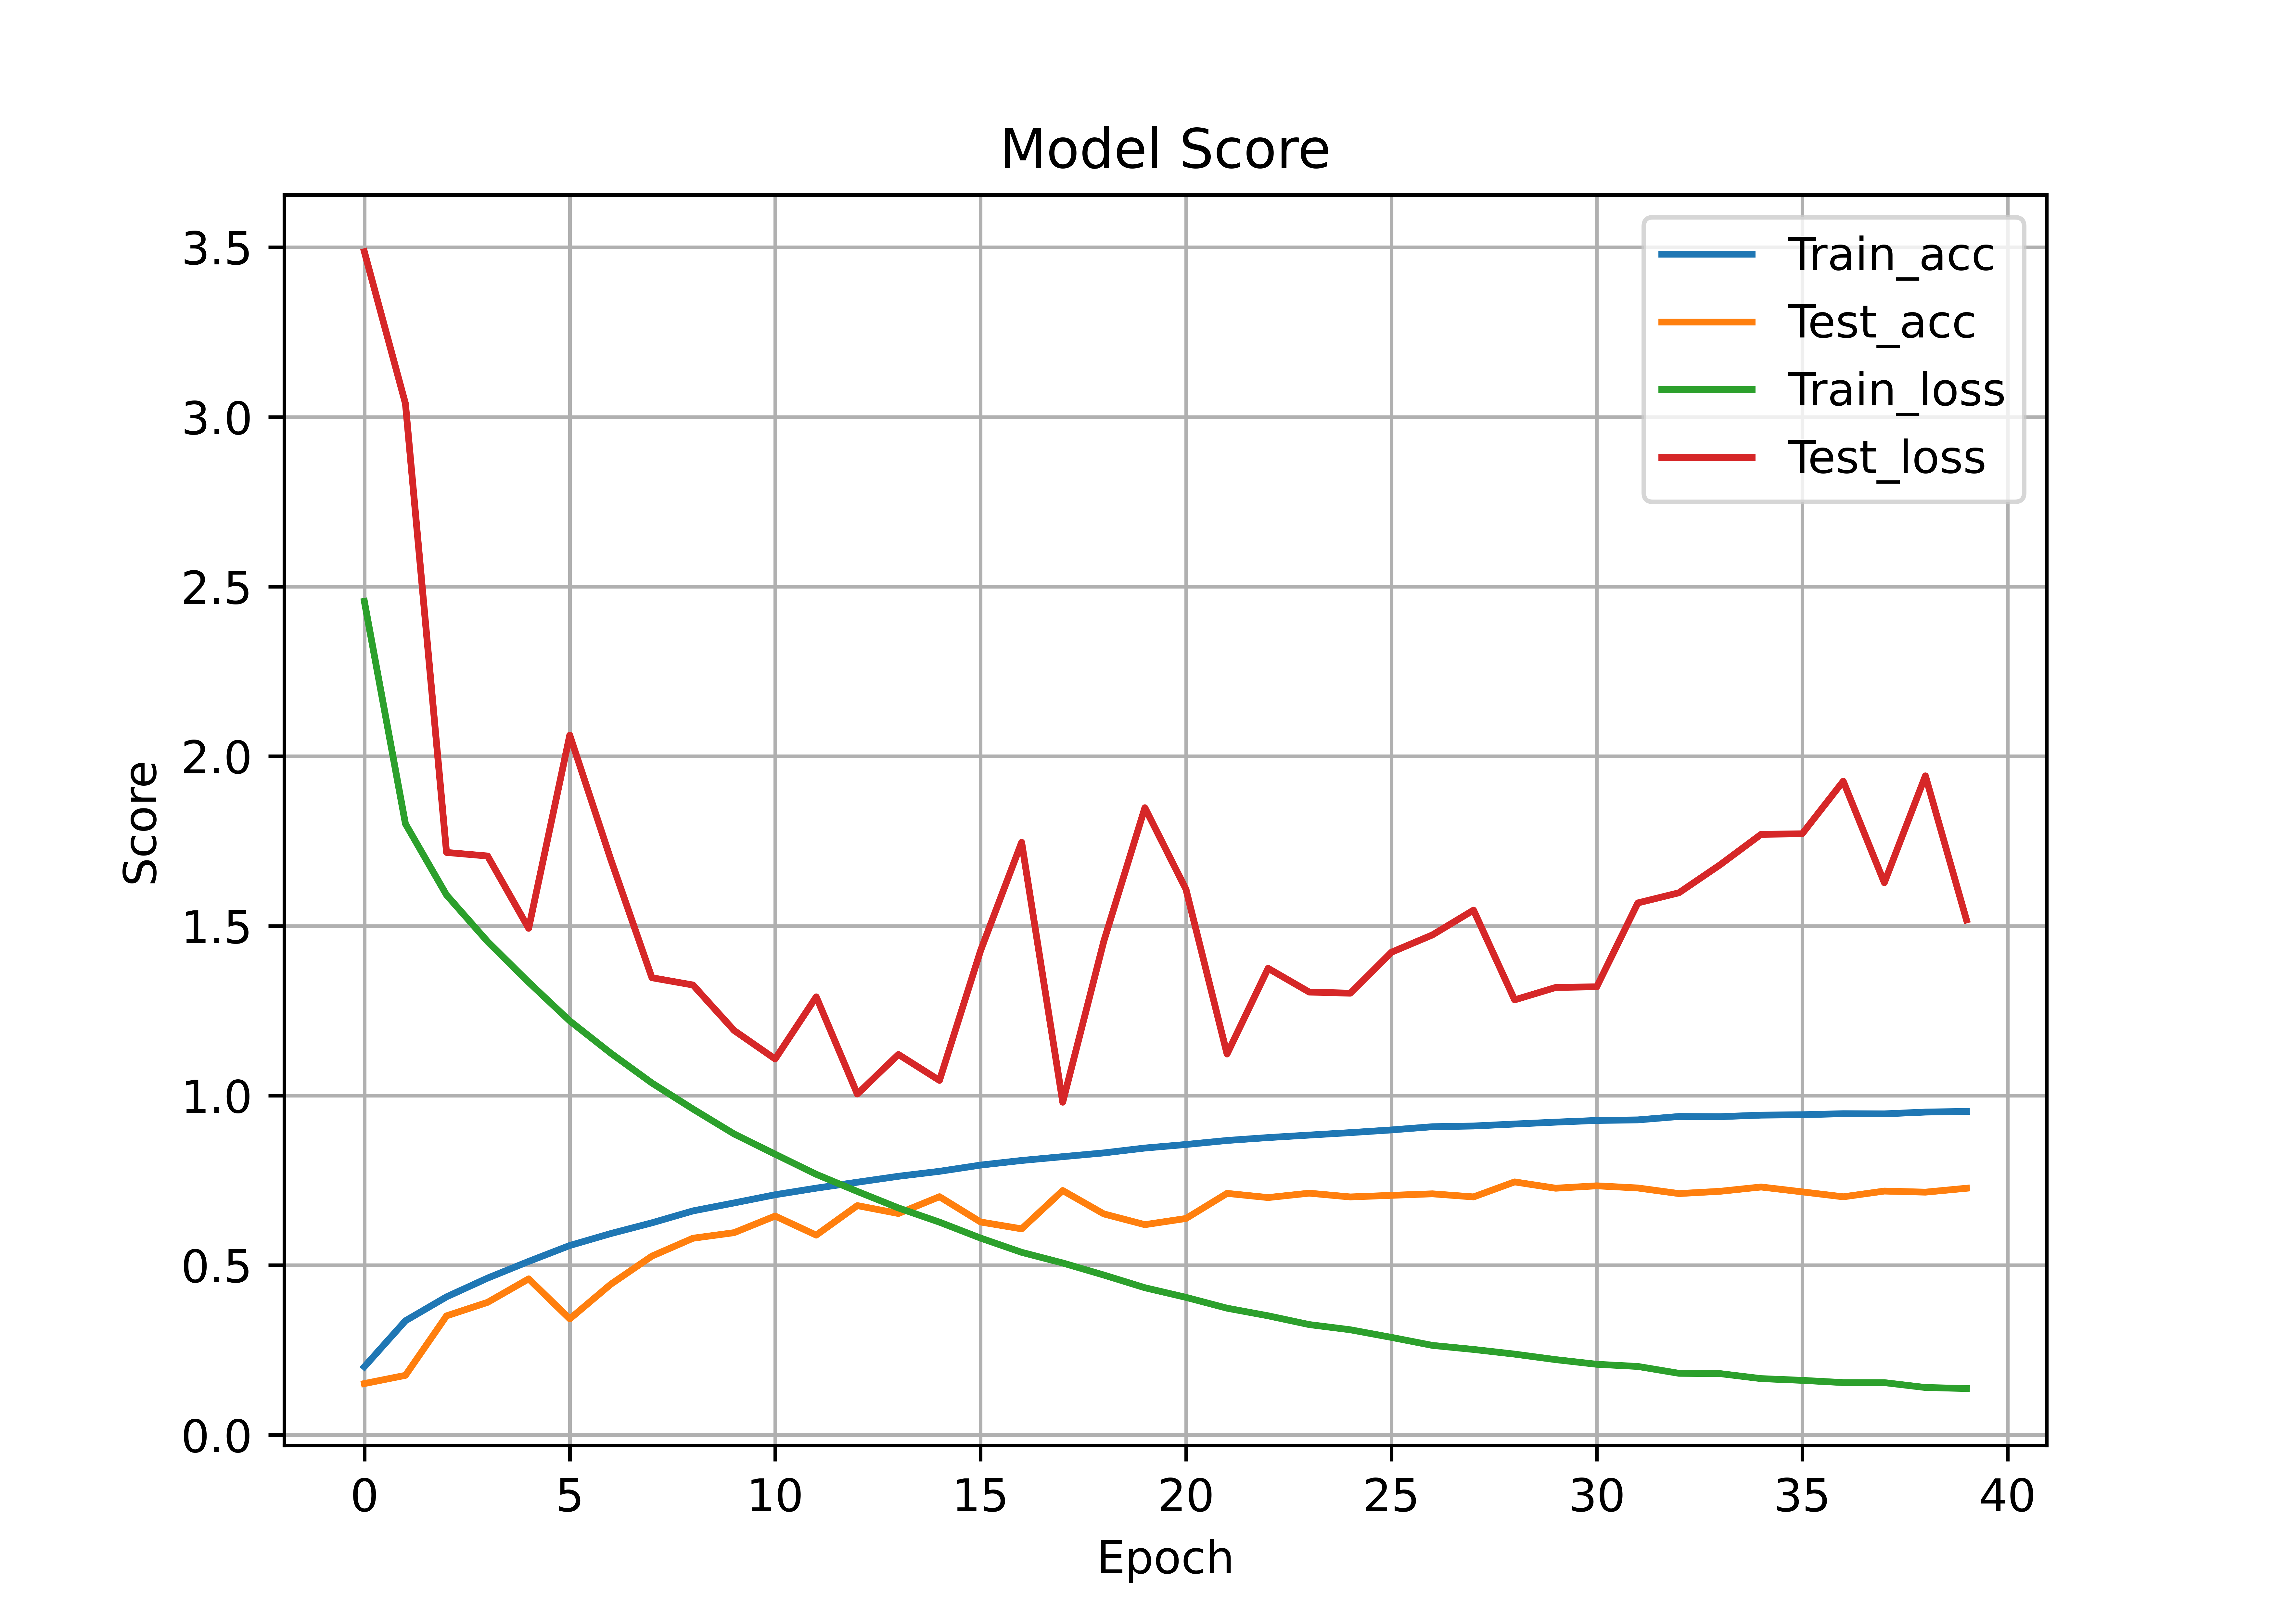 Model Score
3.5
3.0
2.5
2.0
1.5
1.0
0.5
0.0
Score
Train_acc
Test_acc
Train_loss
Test_loss
0 5 10 15 20 25 30 35 40
Epoch